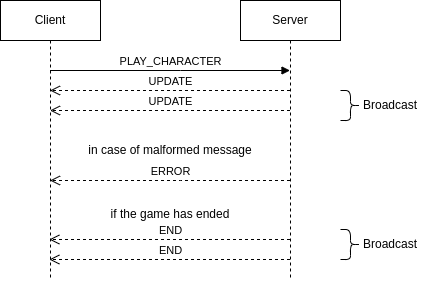 Client
Server
PLAY_CHARACTER
UPDATE
UPDATE
Broadcast
in case of malformed message
ERROR
if the game has ended
END
END
Broadcast